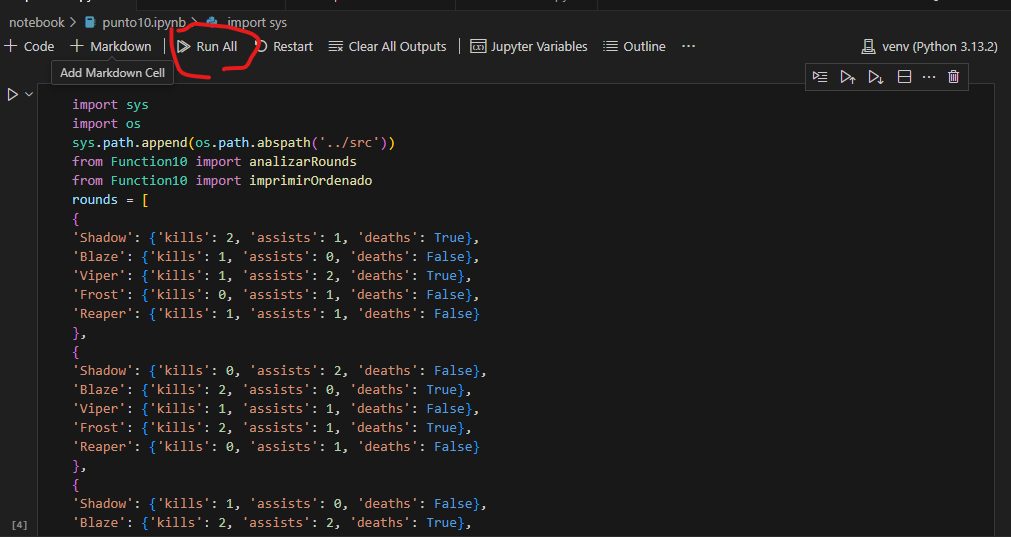 notebook > punto10.ipynb > import sys
+ Code + Markdown | Run All Restart Clear All Outputs | Jupyter Variables Outline ... venv (Python 3.13.2)
Add Markdown Cell
import sys
import os
sys.path.append(os.path.abspath('../src'))
from Function10 import analizarRounds
from Function10 import imprimirOrdenado
rounds = [
{
'Shadow': {'kills': 2, 'assists': 1, 'deaths': True},
'Blaze': {'kills': 1, 'assists': 0, 'deaths': False},
'Viper': {'kills': 1, 'assists': 2, 'deaths': True},
'Frost': {'kills': 0, 'assists': 1, 'deaths': False},
'Reaper': {'kills': 1, 'assists': 1, 'deaths': False}
},
{
'Shadow': {'kills': 0, 'assists': 2, 'deaths': False},
'Blaze': {'kills': 2, 'assists': 0, 'deaths': True},
'Viper': {'kills': 1, 'assists': 1, 'deaths': False},
'Frost': {'kills': 2, 'assists': 1, 'deaths': True},
'Reaper': {'kills': 0, 'assists': 1, 'deaths': False}
},
{
'Shadow': {'kills': 1, 'assists': 0, 'deaths': False},
[4]
'Blaze': {'kills': 2, 'assists': 2, 'deaths': True},